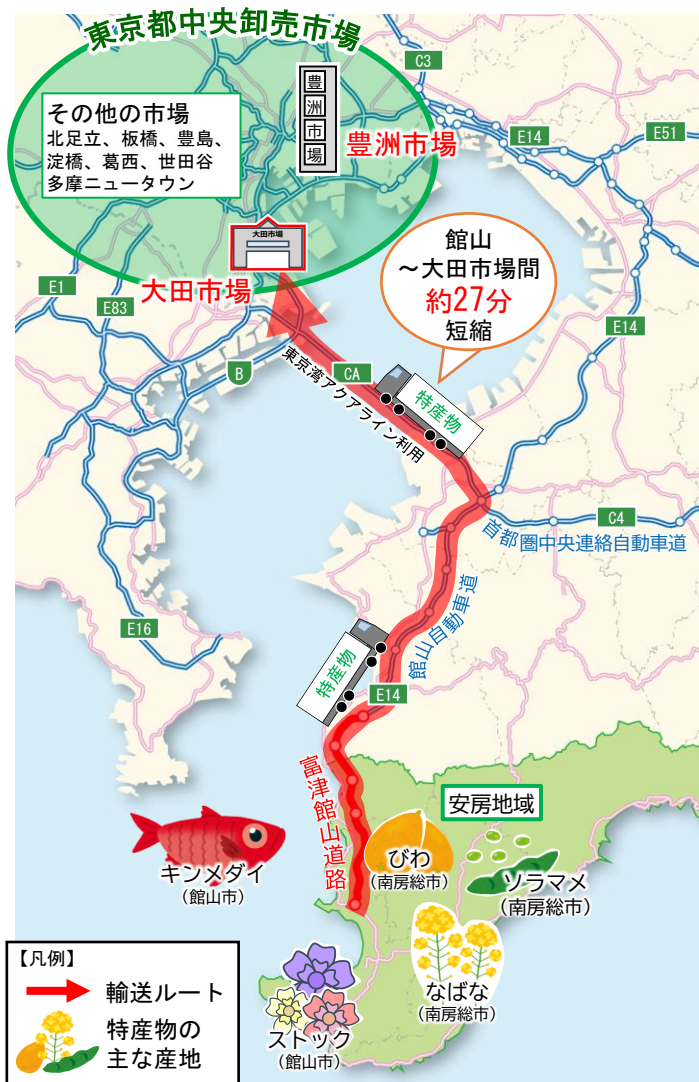 東京都中央卸売市場
C3
その他の市場
北足立、板橋、豊島、
淀橋、葛西、世田谷
多摩ニュータウン
豊洲市場
豊洲市場
E14
E51
大田市場
大田市場
館山
～大田市場間
約27分
短縮
E1
E83
B
E14
CA
東京湾アクアライン利用
特産物
C4
首都圏中央連絡自動車道
館山自動車道
E16
特産物
E14
富津館山道路
安房地域
キンメダイ
(館山市)
びわ
(南房総市)
ソラマメ
(南房総市)
なばな
(南房総市)
ストック
(館山市)
【凡例】
輸送ルート
特産物の
主な産地